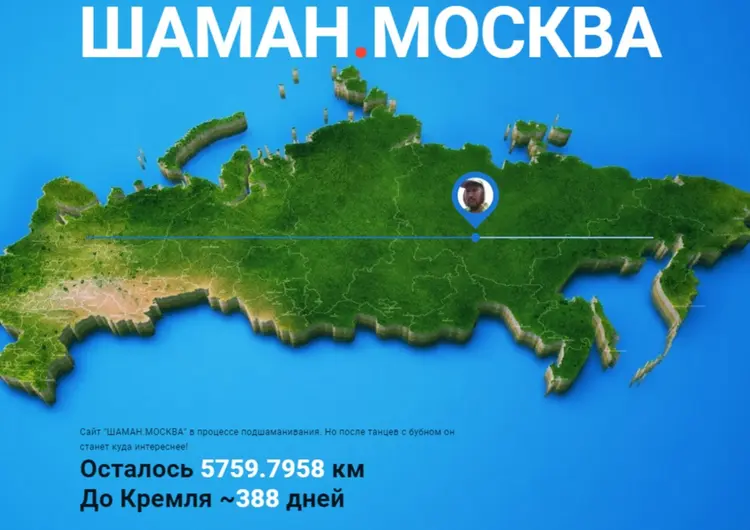 ШАМАН.МОСКВА
Сайт "ШАМАН.МОСКВА" в процессе подшаманивания. Но после танцев с бубном он
станет куда интереснее!
Осталось 5759.7958 км
До Кремля ~388 дней